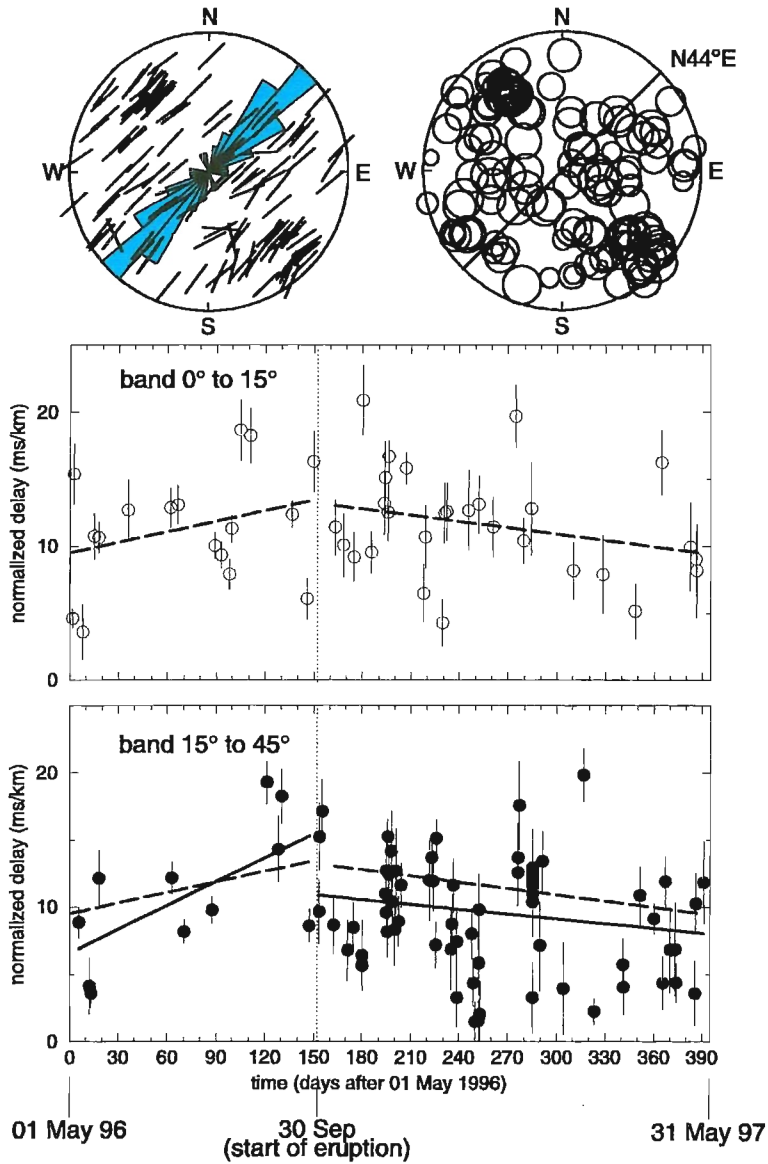 N N
N44°E
W E W E
S S
band 0° to 15°
normalized delay (ms/km)
20
10
0
band 15° to 45°
normalized delay (ms/km)
20
10
0
0 30 60 90 120 150 180 210 240 270 300 330 360 390
time (days after 01 May 1996)
01 May 96 30 Sep 31 May 97
(start of eruption)